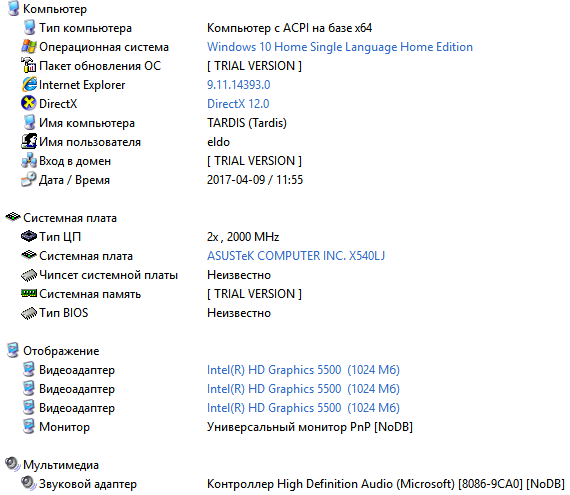 Компьютер
Тип компьютера Компьютер с ACPI на базе x64
Операционная система Windows 10 Home Single Language Home Edition
Пакет обновления ОС [ TRIAL VERSION ]
Internet Explorer 9.11.14393.0
DirectX DirectX 12.0
Имя компьютера TARDIS (Tardis)
Имя пользователя eldo
Вход в домен [ TRIAL VERSION ]
Дата / Время 2017-04-09 / 11:55
Системная плата
Тип ЦП 2x , 2000 MHz
Системная плата ASUSTeK COMPUTER INC. X540LJ
Чипсет системной платы Неизвестно
Системная память [ TRIAL VERSION ]
Тип BIOS Неизвестно
Отображение
Видеоадаптер Intel(R) HD Graphics 5500 (1024 Мб)
Видеоадаптер Intel(R) HD Graphics 5500 (1024 Мб)
Видеоадаптер Intel(R) HD Graphics 5500 (1024 Мб)
Монитор Универсальный монитор PnP [NoDB]
Мультимедиа
Звуковой адаптер Контроллер High Definition Audio (Microsoft) [8086-9CA0] [NoDB]